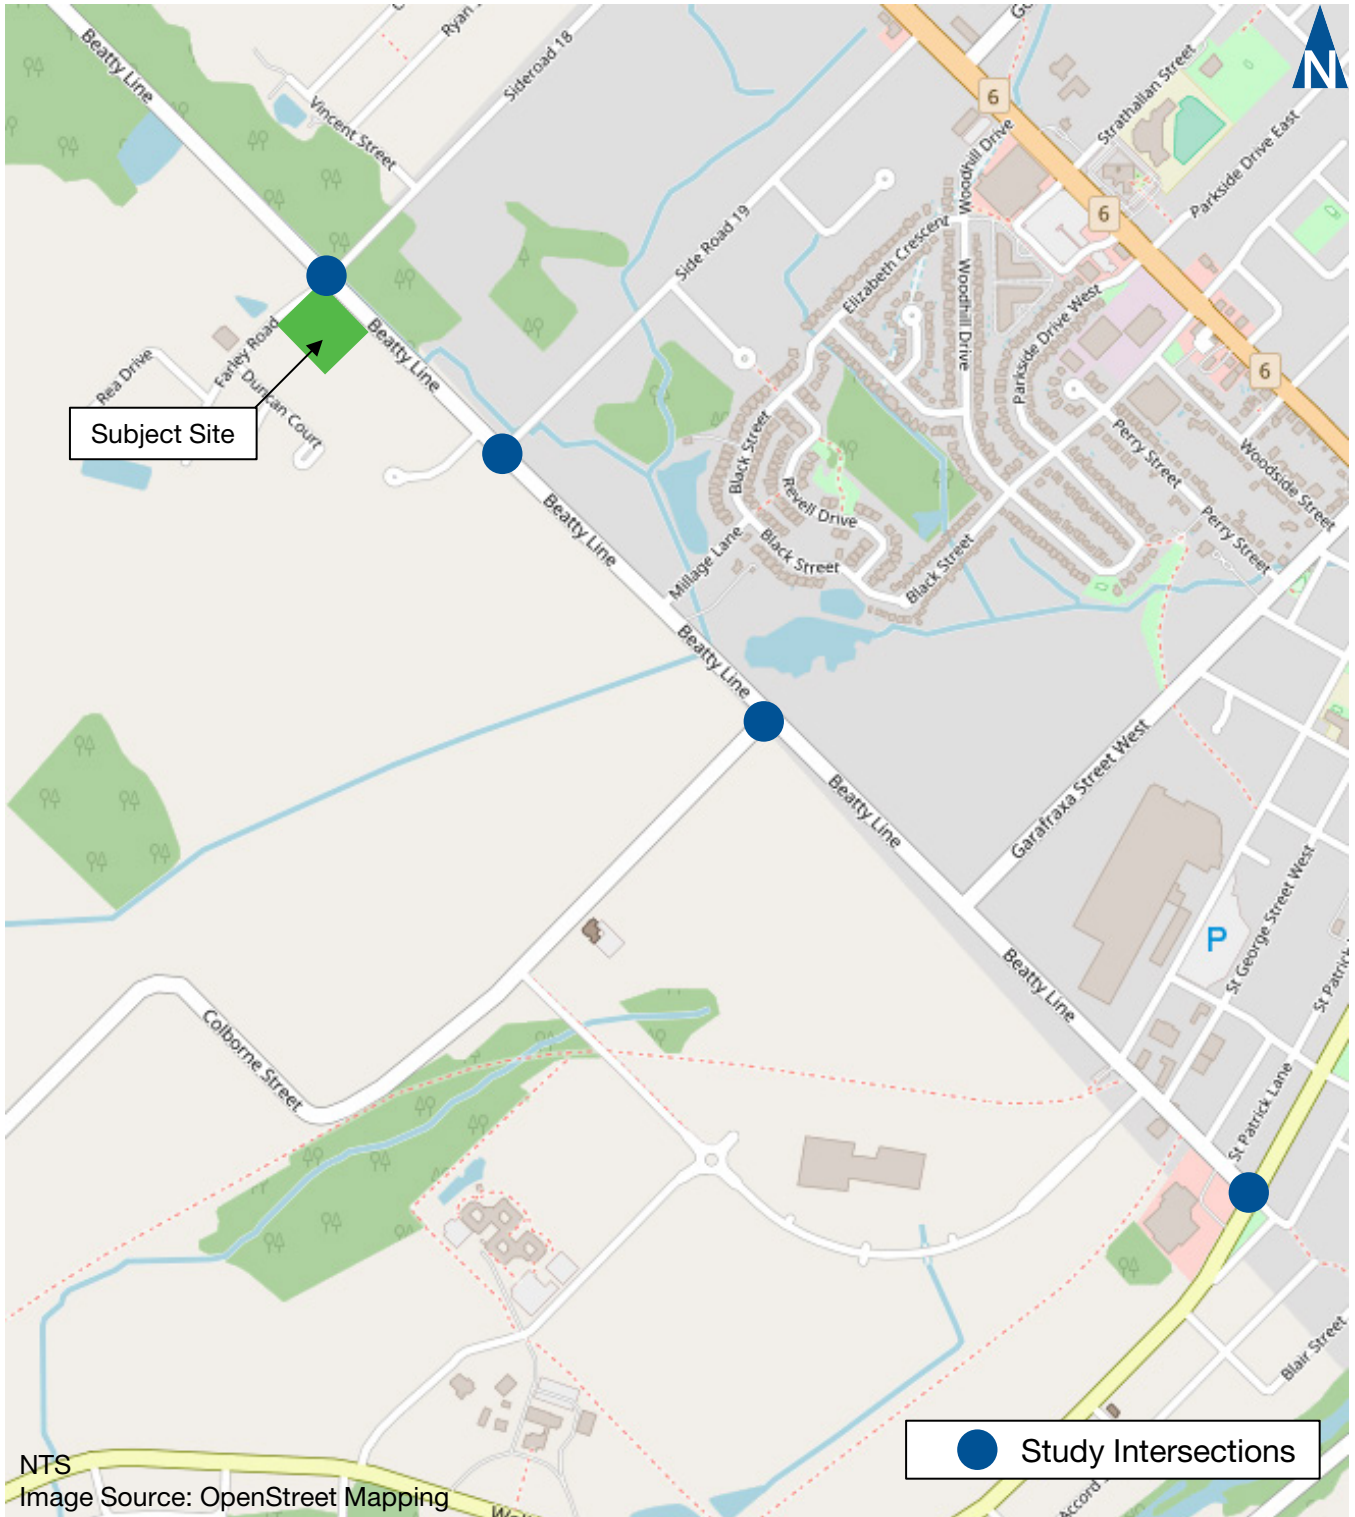 Beatty Line
Ryan
Sideroad 18
Vincent Street
N
6
Strathallan Street
Woodhill Drive
Parkside Drive East
6
Side Road 19
Elizabeth Crescent
Woodhill Drive
Parkside Drive West
Farley Road
Beatty Line
Rea Drive
Duncan Court
Subject Site
6
Black Street
Perry Street
Woodside Street
Revell Drive
Beatty Line
Black Street
Perry Street
Millage Lane
Black Street
Beatty Line
Garafraxa Street West
Beatty Line
St George Street West
P
Beatty Line
St Patrick
Colborne Street
St Patrick Lane
Blair Street
Study Intersections
NTS
Image Source: OpenStreet Mapping
Accord